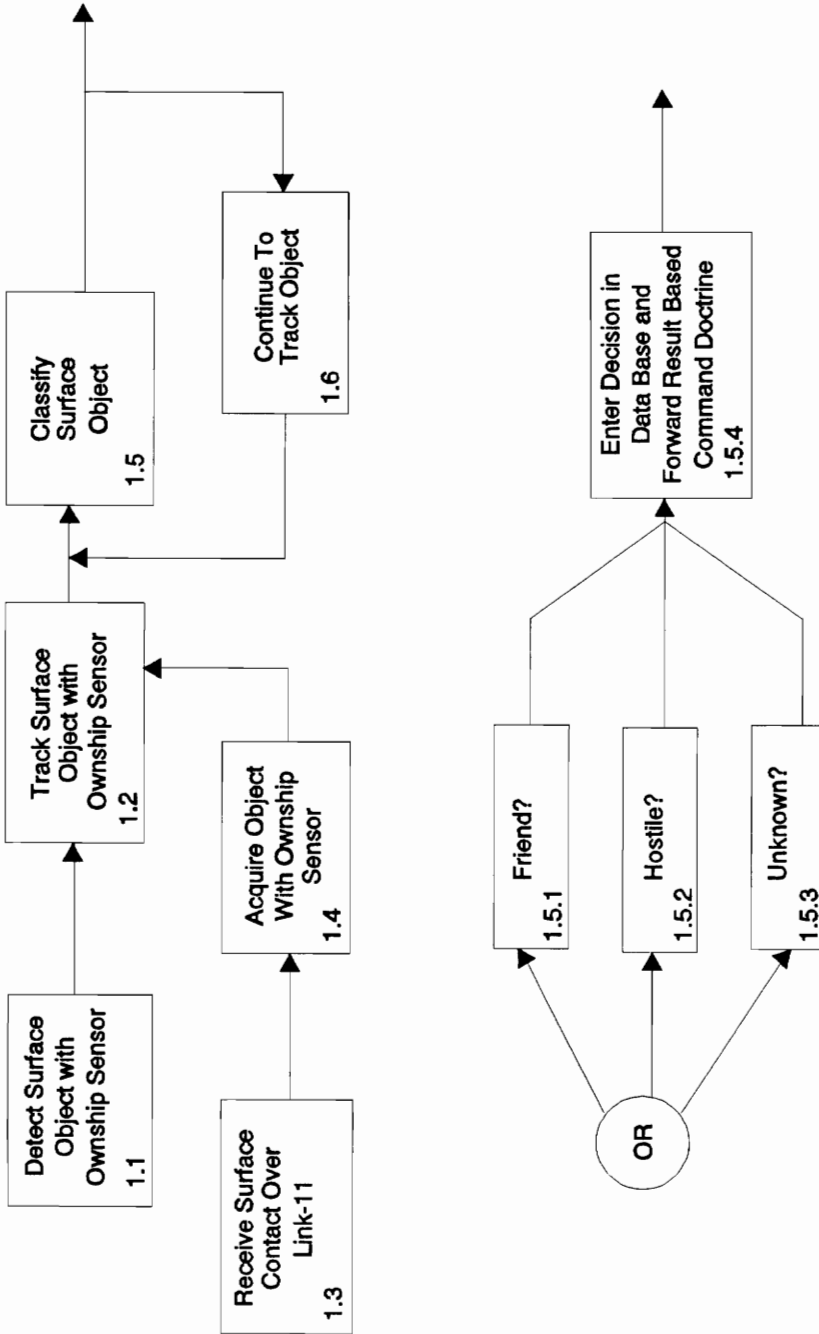 Detect Surface
Object with
Ownship Sensor
1.1
Track Surface
Object with
Ownship Sensor
1.2
Classify
Surface
Object
1.5
Receive Surface
Contact Over
Link-11
1.3
Acquire Object
With Ownship
Sensor
1.4
Continue To
Track Object
1.6
OR
Friend?
1.5.1
Hostile?
1.5.2
Unknown?
1.5.3
Enter Decision in
Data Base and
Forward Result Based
Command Doctrine
1.5.4